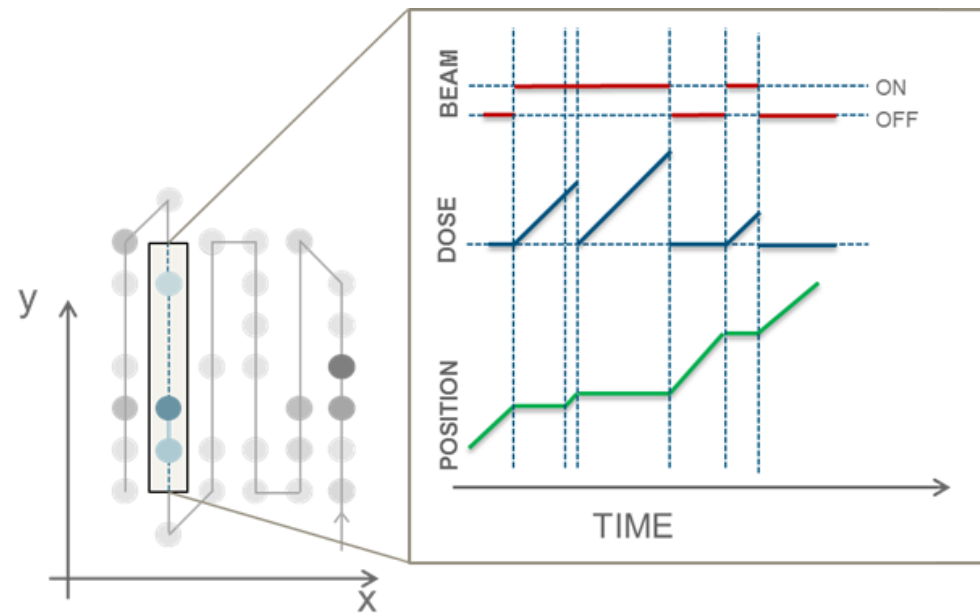 BEAM
ON
OFF
DOSE
POSITION
TIME
y
x